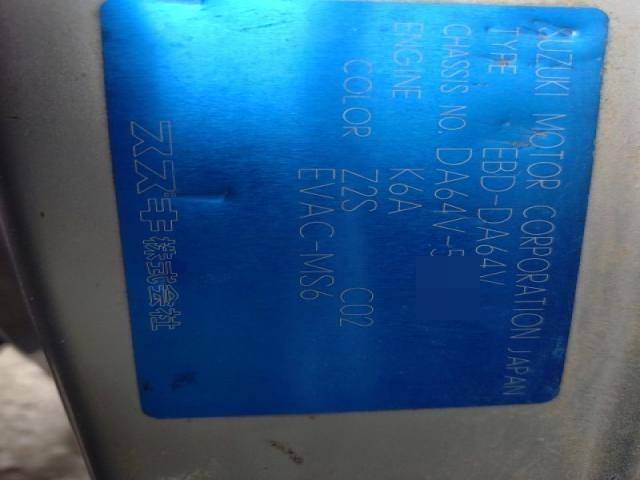 SUZUKI MOTOR CORPORATION JAPAN
TYPE EBD-DA64V
CHASSIS NO. DA64V-5
ENGINE K6A
COLOR Z2S C02
EVAC-MS6
スズキ株式会社